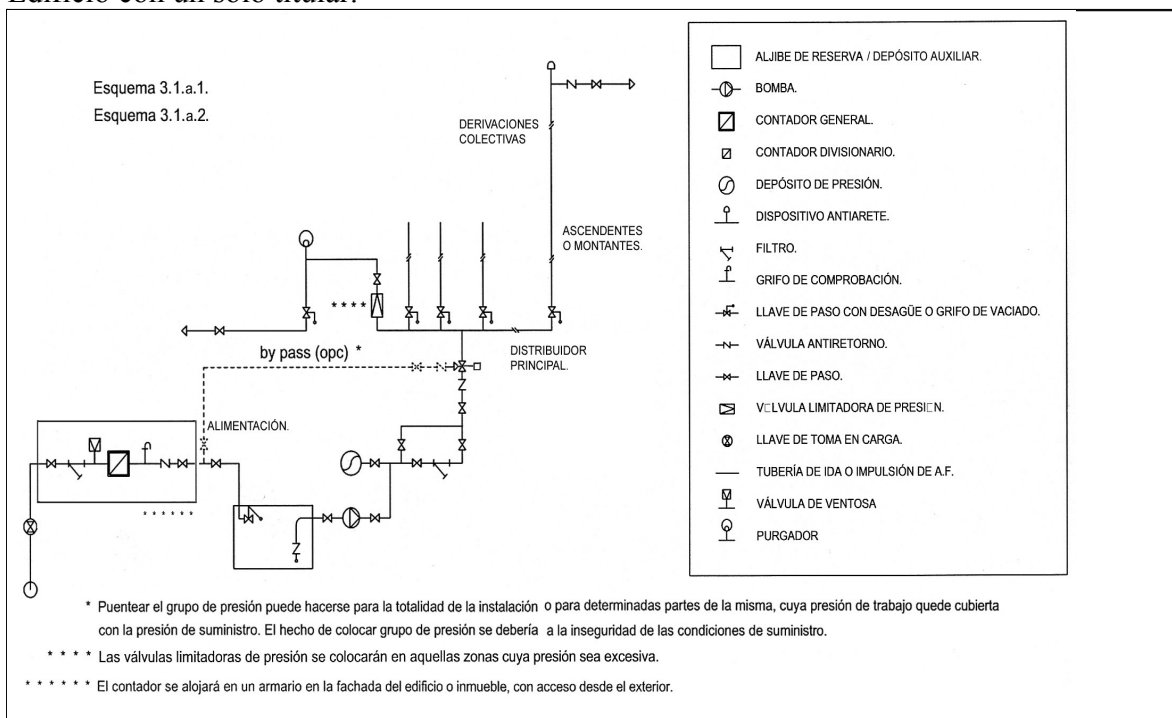 Edificio con un solo titular.
Esquema 3.1.a.1.
Esquema 3.1.a.2.
DERIVACIONES
COLECTIVAS
ASCENDENTES
O MONTANTES.
* * * *
by pass (opc) *
DISTRIBUIDOR
PRINCIPAL.
ALIMENTACIÓN.
* * * * * *
ALJIBE DE RESERVA / DEPÓSITO AUXILIAR.
BOMBA.
CONTADOR GENERAL.
CONTADOR DIVISIONARIO.
DEPÓSITO DE PRESIÓN.
DISPOSITIVO ANTIARETE.
FILTRO.
GRIFO DE COMPROBACIÓN.
LLAVE DE PASO CON DESAGÜE O GRIFO DE VACIADO.
VÁLVULA ANTIRETORNO.
LLAVE DE PASO.
V□LVULA LIMITADORA DE PRESI□N.
LLAVE DE TOMA EN CARGA.
TUBERÍA DE IDA O IMPULSIÓN DE A.F.
VÁLVULA DE VENTOSA
PURGADOR
* Puentear el grupo de presión puede hacerse para la totalidad de la instalación o para determinadas partes de la misma, cuya presión de trabajo quede cubierta
con la presión de suministro. El hecho de colocar grupo de presión se debería a la inseguridad de las condiciones de suministro.
* * * * Las válvulas limitadoras de presión se colocarán en aquellas zonas cuya presión sea excesiva.
* * * * * * El contador se alojará en un armario en la fachada del edificio o inmueble, con acceso desde el exterior.